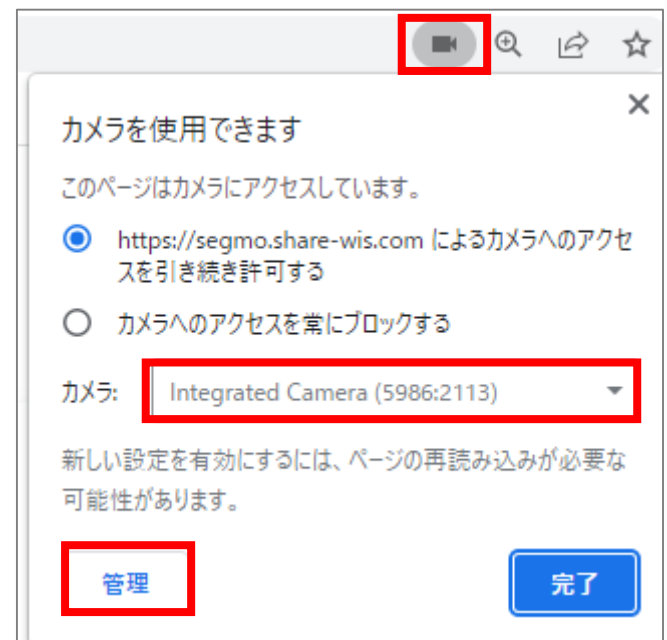 カメラを使用できます
このページはカメラにアクセスしています。
https://segmo.share-wis.com によるカメラへのアクセ
スを引き続き許可する
カメラへのアクセスを常にブロックする
カメラ: Integrated Camera (5986:2113)
新しい設定を有効にするには、ページの再読み込みが必要な
可能性があります。
管理 完了